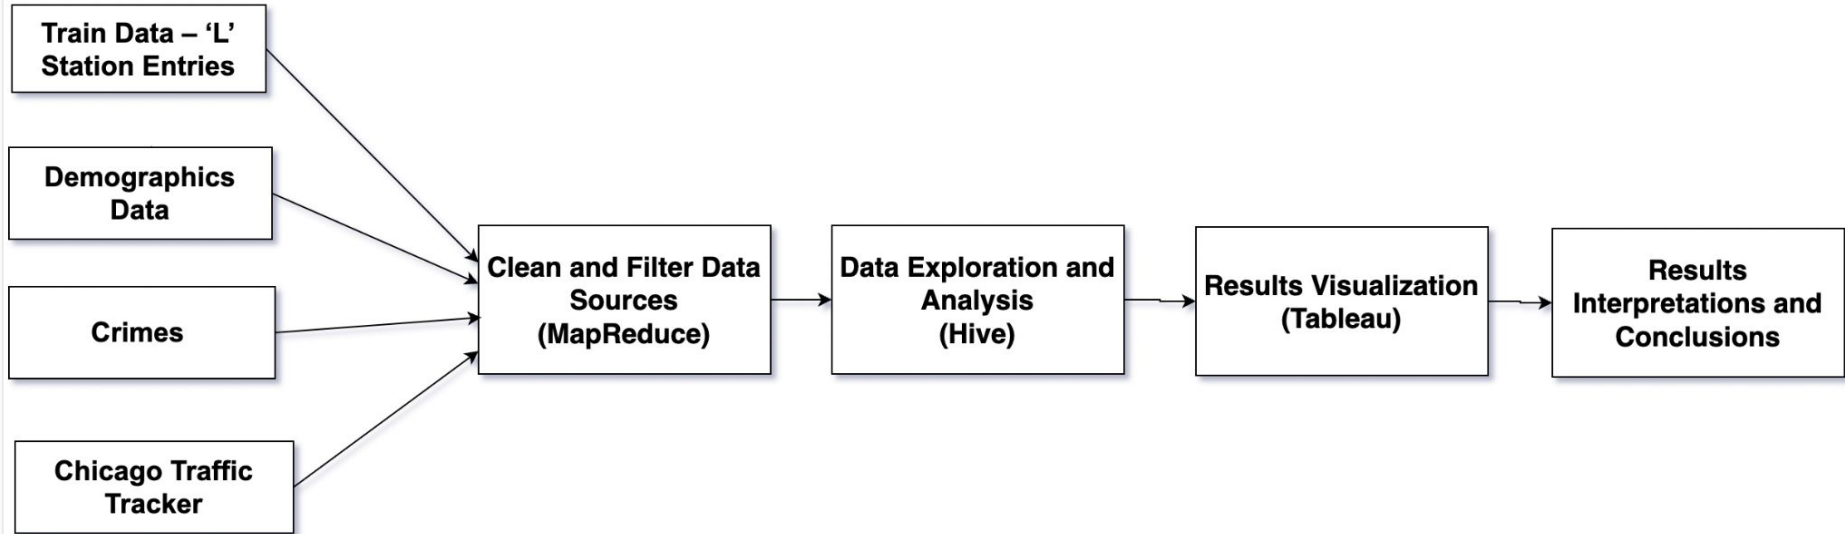 Train Data – ‘L’
Station Entries
Demographics
Data
Crimes
Chicago Traffic
Tracker
Clean and Filter Data
Sources
(MapReduce)
Data Exploration and
Analysis
(Hive)
Results Visualization
(Tableau)
Results
Interpretations and
Conclusions